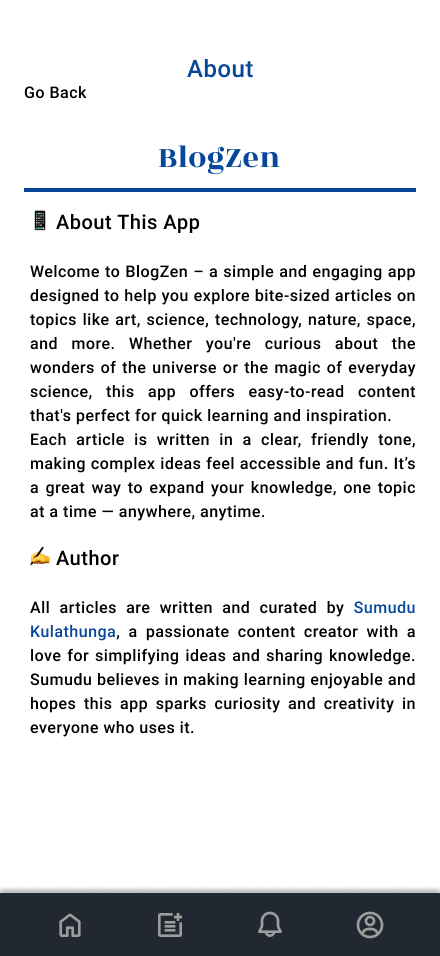 About
Go Back
BlogZen
📱 About This App
Welcome to BlogZen – a simple and engaging app
designed to help you explore bite-sized articles on
topics like art, science, technology, nature, space,
and more. Whether you're curious about the
wonders of the universe or the magic of everyday
science, this app offers easy-to-read content
that's perfect for quick learning and inspiration.
Each article is written in a clear, friendly tone,
making complex ideas feel accessible and fun. It’s
a great way to expand your knowledge, one topic
at a time — anywhere, anytime.
✍️ Author
All articles are written and curated by Sumudu
Kulathunga, a passionate content creator with a
love for simplifying ideas and sharing knowledge.
Sumudu believes in making learning enjoyable and
hopes this app sparks curiosity and creativity in
everyone who uses it.